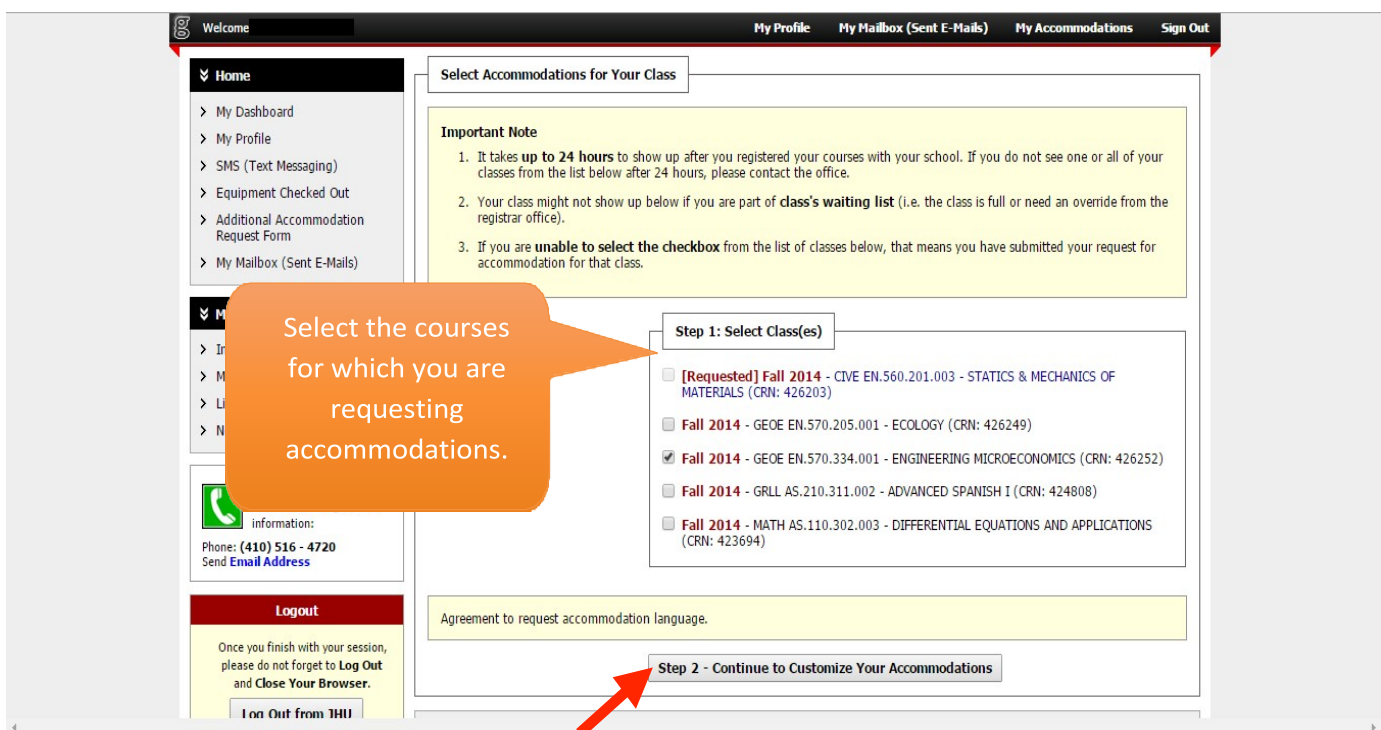 g Welcome
My Profile My Mailbox (Sent E-Mails) My Accommodations Sign Out
Home
My Dashboard
My Profile
SMS (Text Messaging)
Equipment Checked Out
Additional Accommodation
Request Form
My Mailbox (Sent E-Mails)
Select Accommodations for Your Class
Important Note
1. It takes up to 24 hours to show up after you registered your courses with your school. If you do not see one or all of your
classes from the list below after 24 hours, please contact the office.
2. Your class might not show up below if you are part of class's waiting list (i.e. the class is full or need an override from the
registrar office).
3. If you are unable to select the checkbox from the list of classes below, that means you have submitted your request for
accommodation for that class.
Select the courses
for which you are
requesting
accommodations.
Step 1: Select Class(es)
[Requested] Fall 2014 - CIVE EN.560.201.003 - STATICS & MECHANICS OF
MATERIALS (CRN: 426203)
Fall 2014 - GEOE EN.570.205.001 - ECOLOGY (CRN: 426249)
Fall 2014 - GEOE EN.570.334.001 - ENGINEERING MICROECONOMICS (CRN: 426252)
Fall 2014 - GRLL AS.210.311.002 - ADVANCED SPANISH I (CRN: 424808)
Fall 2014 - MATH AS.110.302.003 - DIFFERENTIAL EQUATIONS AND APPLICATIONS
(CRN: 423694)
information:
Phone: (410) 516 - 4720
Send Email Address
Agreement to request accommodation language.
Step 2 - Continue to Customize Your Accommodations
Logout
Once you finish with your session,
please do not forget to Log Out
and Close Your Browser.
Log Out from JHU